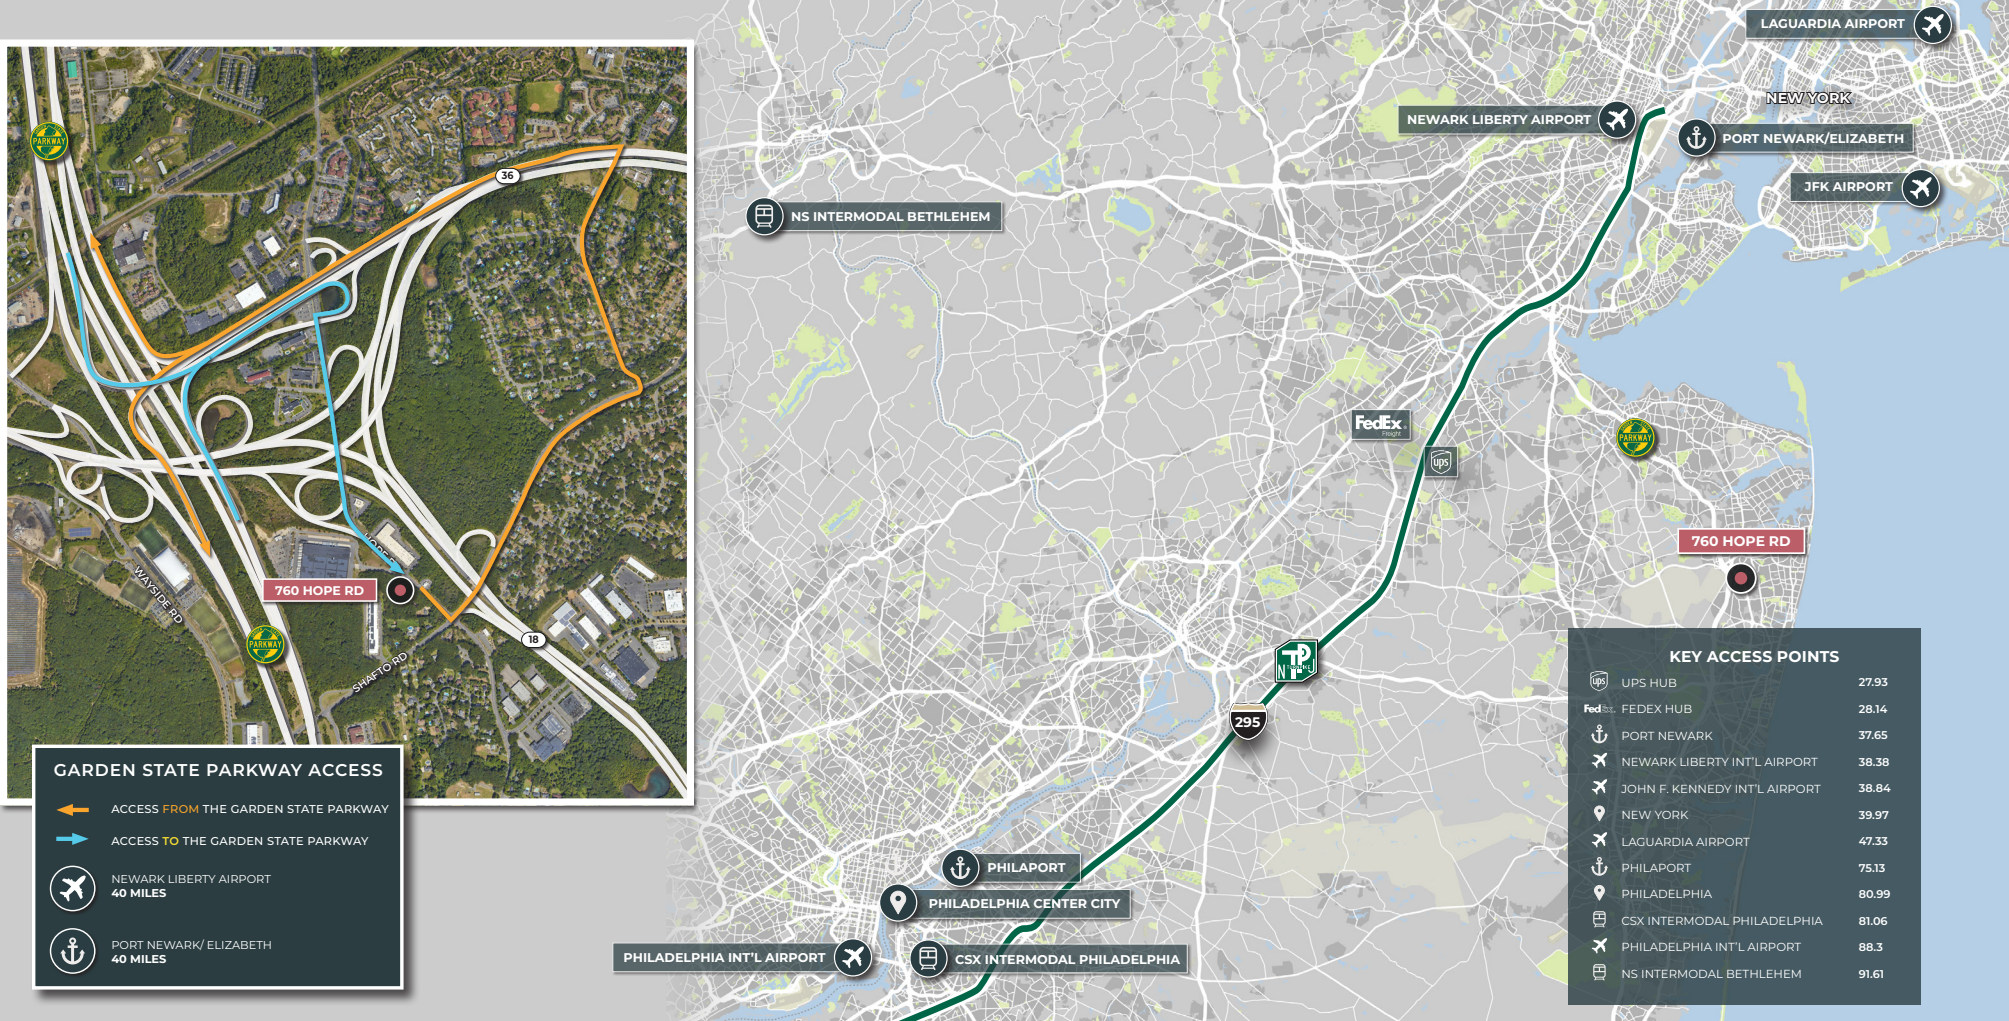 PARKWAY
36
HOPE RD
WAYSIDE RD
760 HOPE RD
PARKWAY
18
SHAFTO RD
GARDEN STATE PARKWAY ACCESS
ACCESS FROM THE GARDEN STATE PARKWAY
ACCESS TO THE GARDEN STATE PARKWAY
NEWARK LIBERTY AIRPORT
40 MILES
PORT NEWARK/ ELIZABETH
40 MILES
LAGUARDIA AIRPORT
NEW YORK
NEWARK LIBERTY AIRPORT
PORT NEWARK/ELIZABETH
JFK AIRPORT
NS INTERMODAL BETHLEHEM
FedEx
Freight
ups
PARKWAY
760 HOPE RD
N TP J
TURNPIKE
295
PHILAPORT
PHILADELPHIA CENTER CITY
PHILADELPHIA INT'L AIRPORT
CSX INTERMODAL PHILADELPHIA
KEY ACCESS POINTS
ups UPS HUB 27.93
FedEx FEDEX HUB 28.14
PORT NEWARK 37.65
NEWARK LIBERTY INT'L AIRPORT 38.38
JOHN F. KENNEDY INT'L AIRPORT 38.84
NEW YORK 39.97
LAGUARDIA AIRPORT 47.33
PHILAPORT 75.13
PHILADELPHIA 80.99
CSX INTERMODAL PHILADELPHIA 81.06
PHILADELPHIA INT'L AIRPORT 88.3
NS INTERMODAL BETHLEHEM 91.61